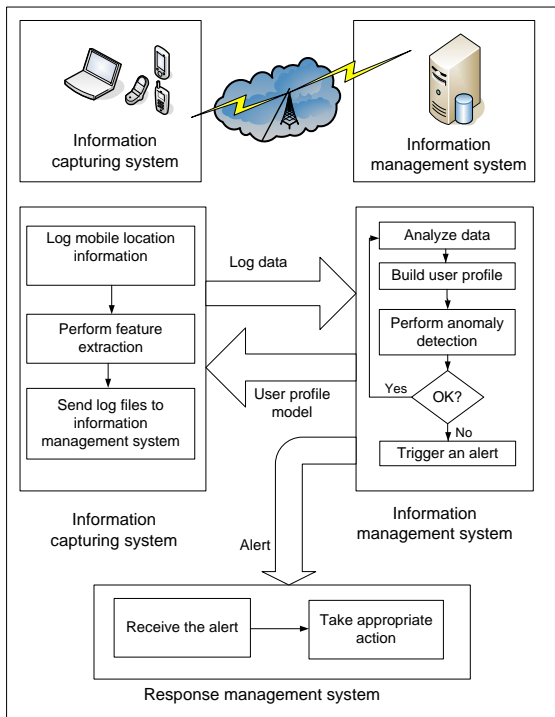 Information
capturing system
Information
management system
Log mobile location
information
Perform feature
extraction
Send log files to
information
management system
Information
capturing system
Log data
User profile
model
Analyze data
Build user profile
Perform anomaly
detection
OK?
Yes
No
Trigger an alert
Information
management system
Alert
Receive the alert
Take appropriate
action
Response management system